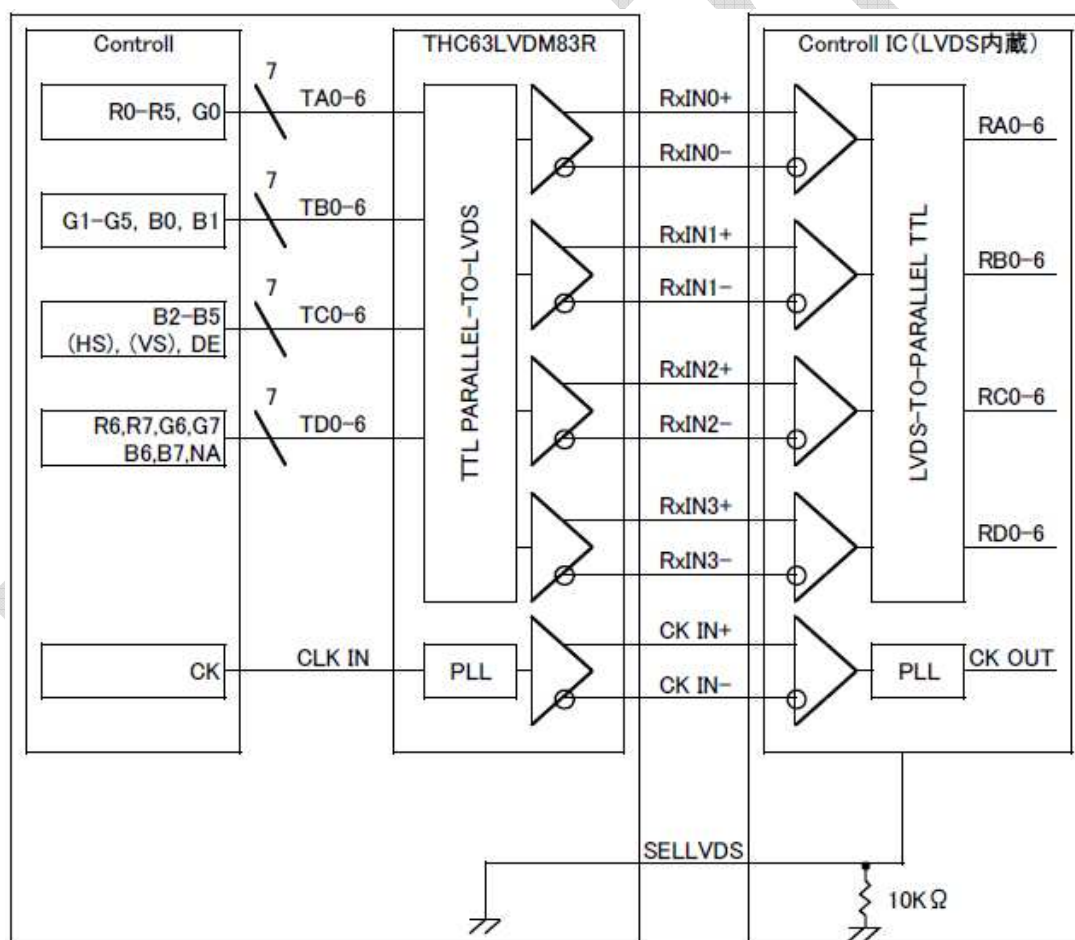 Controll
THC63LVDM83R
Controll IC(LVDS内蔵)
R0-R5, G0
7
TA0-6
RxIN0+
RxIN0-
RA0-6
G1-G5, B0, B1
7
TB0-6
RxIN1+
RxIN1-
RB0-6
B2-B5
(HS), (VS), DE
7
TC0-6
RxIN2+
RxIN2-
RC0-6
R6,R7,G6,G7
B6,B7,NA
7
TD0-6
RxIN3+
RxIN3-
RD0-6
TTL PARALLEL-TO-LVDS
LVDS-TO-PARALLEL TTL
CK
CLK IN
PLL
CK IN+
CK IN-
PLL
CK OUT
SELLVDS
10KΩ